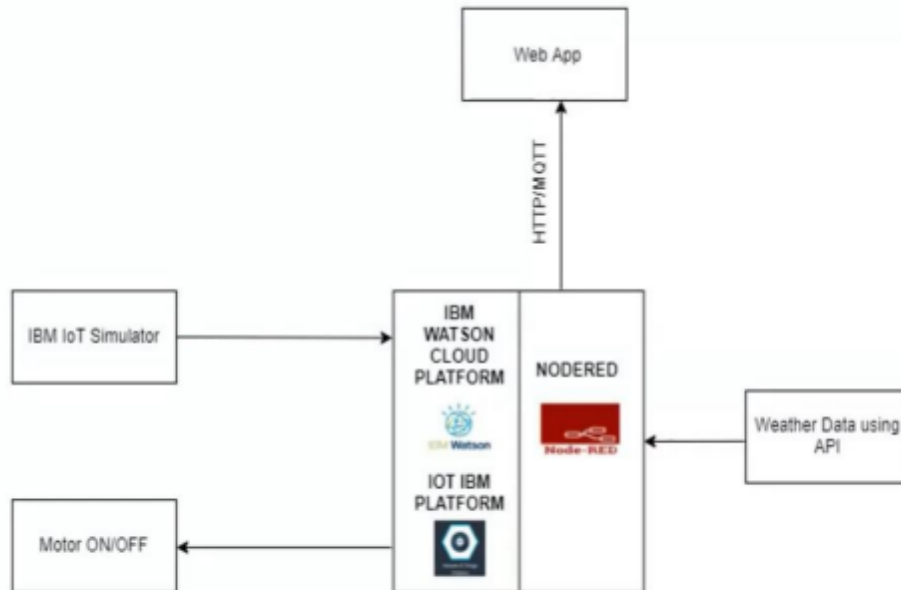 Web App
HTTP/MQTT
IBM IoT Simulator
IBM
WATSON
CLOUD
PLATFORM
NODERED
IBM Watson
Node-RED
Weather Data using
API
IOT IBM
PLATFORM
Motor ON/OFF